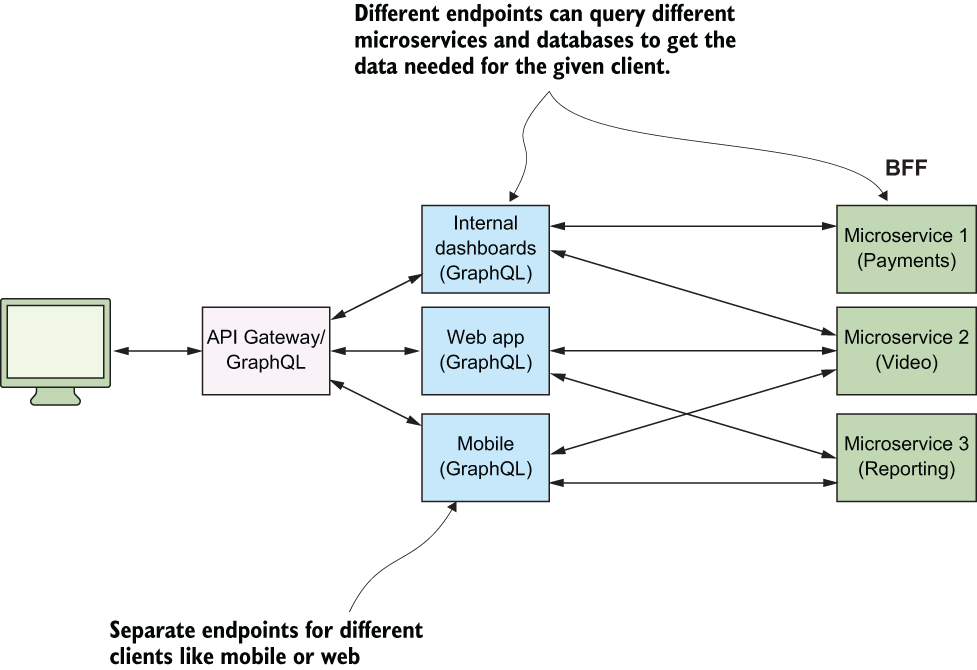 Different endpoints can query different
microservices and databases to get the
data needed for the given client.
BFF
Internal
dashboards
(GraphQL)
Microservice 1
(Payments)
API Gateway/
GraphQL
Web app
(GraphQL)
Microservice 2
(Video)
Mobile
(GraphQL)
Microservice 3
(Reporting)
Separate endpoints for different
clients like mobile or web